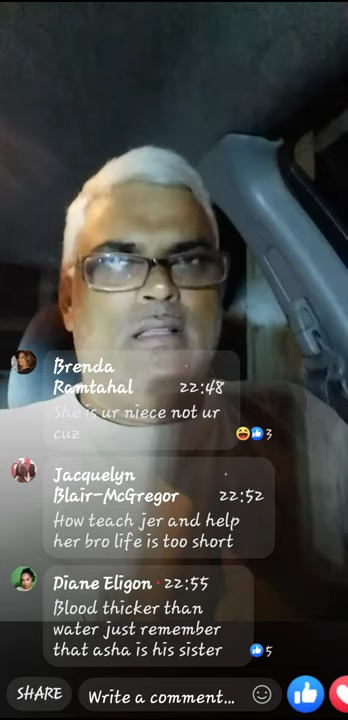 Brenda
Ramtahal 22:48
She is ur niece not ur
cuz
3
Jacquelyn
Blair-McGregor 22:52
How teach jer and help
her bro life is too short
Diane Eligon · 22:55
Blood thicker than
water just remember
that asha is his sister
5
SHARE
Write a comment...